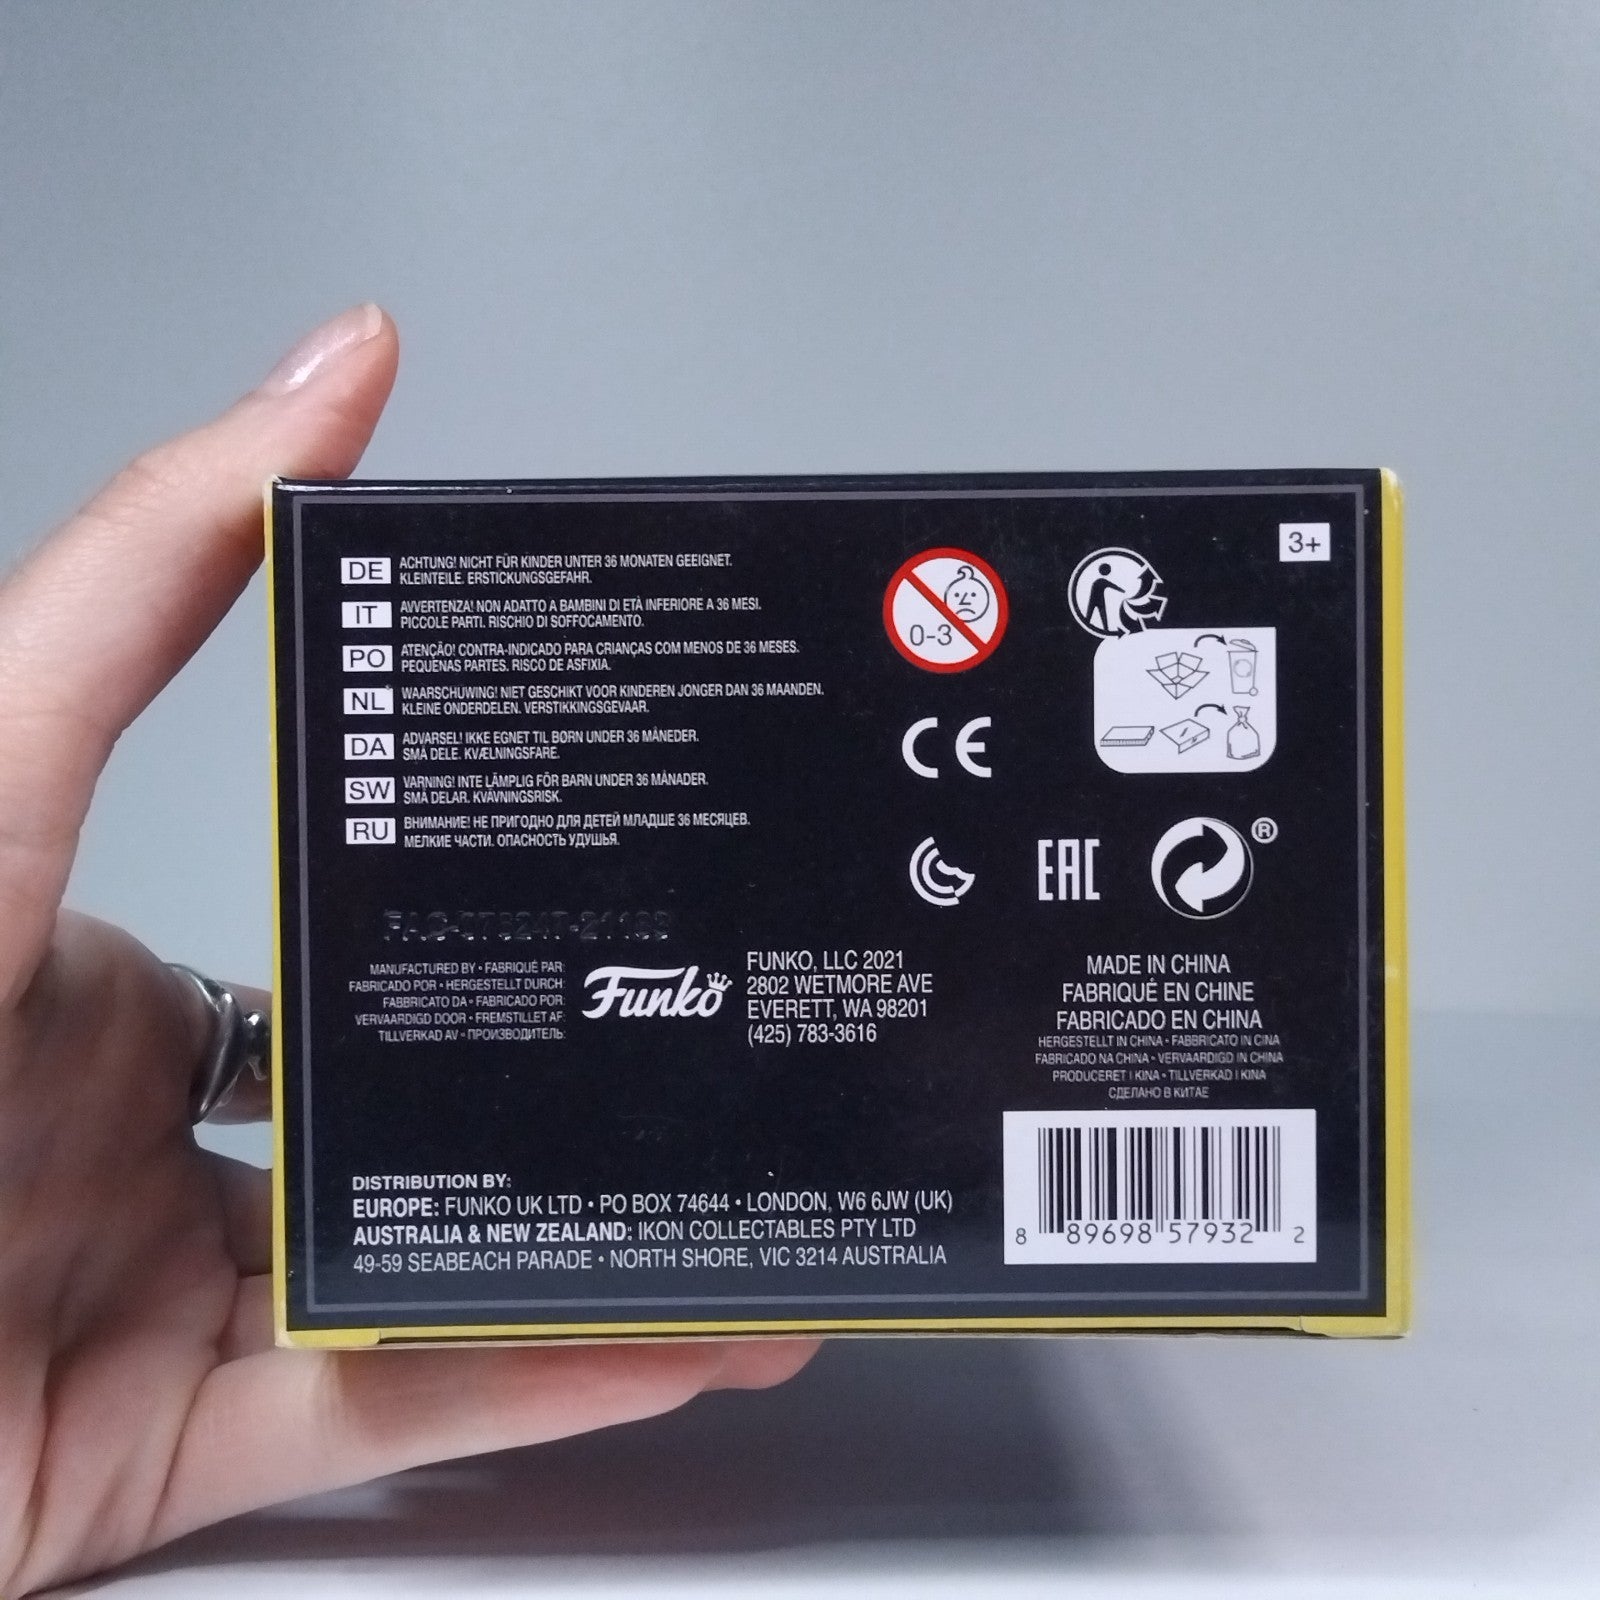 3+
DE ACHTUNG! NICHT FÜR KINDER UNTER 36 MONATEN GEEIGNET.
KLEINTEILE. ERSTICKUNGSGEFAHR.
IT AVVERTENZA! NON ADATTO A BAMBINI DI ETÀ INFERIORE A 36 MESI.
PICCOLE PARTI. RISCHIO DI SOFFOCAMENTO.
PO ATENÇÃO! CONTRA-INDICADO PARA CRIANÇAS COM MENOS DE 36 MESES.
PEQUENAS PARTES. RISCO DE ASFIXIA.
NL WAARSCHUWING! NIET GESCHIKT VOOR KINDEREN JONGER DAN 36 MAANDEN.
KLEINE ONDERDELEN. VERSTIKKINGSGEVAAR.
DA ADVARSEL! IKKE EGNET TIL BØRN UNDER 36 MÅNEDER.
SMÅ DELE. KVÆLNINGSFARE.
SW VARNING! INTE LÄMPLIG FÖR BARN UNDER 36 MÅNADER.
SMÅ DELAR. KVÄVNINGSRISK.
RU ВНИМАНИЕ! НЕ ПРИГОДНО ДЛЯ ДЕТЕЙ МЛАДШЕ 36 МЕСЯЦЕВ.
МЕЛКИЕ ЧАСТИ. ОПАСНОСТЬ УДУШЬЯ.
0-3
CE
EAC
®
MANUFACTURED BY • FABRIQUÉ PAR:
FABRICADO POR • HERGESTELLT DURCH:
FABBRICATO DA • FABRICADO POR:
VERVAARDIGD DOOR • FREMSTILLET AF:
TILLVERKAD AV • ПРОИЗВОДИТЕЛЬ:
Funko
FUNKO, LLC 2021
2802 WETMORE AVE
EVERETT, WA 98201
(425) 783-3616
MADE IN CHINA
FABRIQUÉ EN CHINE
FABRICADO EN CHINA
HERGESTELLT IN CHINA • FABBRICATO IN CINA
FABRICADO NA CHINA • VERVAARDIGD IN CHINA
PRODUCERET I KINA • TILLVERKAD I KINA
СДЕЛАНО В КИТАЕ
DISTRIBUTION BY:
EUROPE: FUNKO UK LTD • PO BOX 74644 • LONDON, W6 6JW (UK)
AUSTRALIA & NEW ZEALAND: IKON COLLECTABLES PTY LTD
49-59 SEABEACH PARADE • NORTH SHORE, VIC 3214 AUSTRALIA
8 89698 57932 2